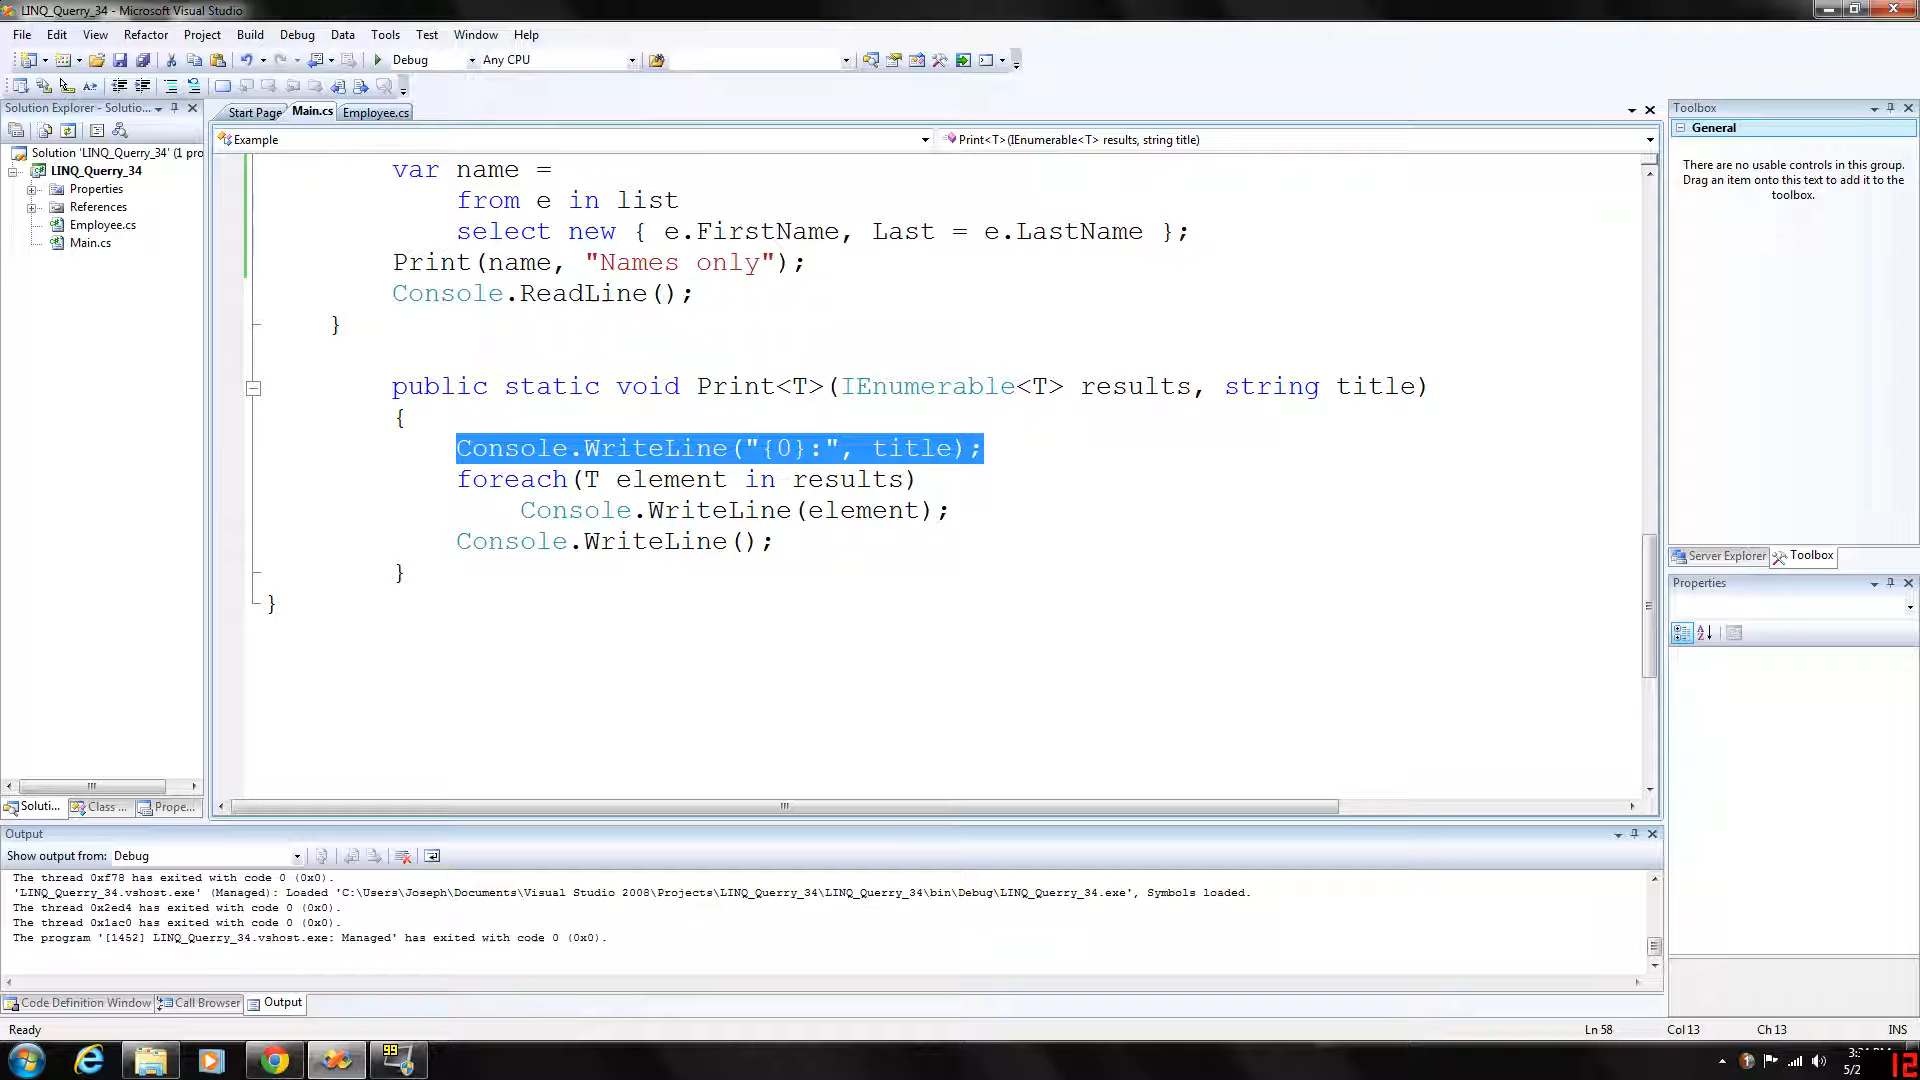 LINQ_Querry_34 - Microsoft Visual Studio
File Edit View Refactor Project Build Debug Data Tools Test Window Help
Debug Any CPU
Solution Explorer - Solutio...
Start Page Main.cs Employee.cs
Toolbox
Example Print<T>(IEnumerable<T> results, string title)
General
Solution 'LINQ_Querry_34' (1 pro
LINQ_Querry_34
Properties
References
Employee.cs
Main.cs
There are no usable controls in this group.
Drag an item onto this text to add it to the
toolbox.
var name =
from e in list
select new { e.FirstName, Last = e.LastName };
Print(name, "Names only");
Console.ReadLine();
}
public static void Print<T>(IEnumerable<T> results, string title)
{
Console.WriteLine("{0}:", title);
foreach(T element in results)
Console.WriteLine(element);
Console.WriteLine();
}
}
Server Explorer Toolbox
Properties
Soluti... Class ... Prope...
Output
Show output from: Debug
The thread 0xf78 has exited with code 0 (0x0).
'LINQ_Querry_34.vshost.exe' (Managed): Loaded 'C:\Users\Joseph\Documents\Visual Studio 2008\Projects\LINQ_Querry_34\LINQ_Querry_34\bin\Debug\LINQ_Querry_34.exe', Symbols loaded.
The thread 0x2ed4 has exited with code 0 (0x0).
The thread 0x1ac0 has exited with code 0 (0x0).
The program '[1452] LINQ_Querry_34.vshost.exe: Managed' has exited with code 0 (0x0).
Code Definition Window Call Browser Output
Ready Ln 58 Col 13 Ch 13 INS
99
5/2
12